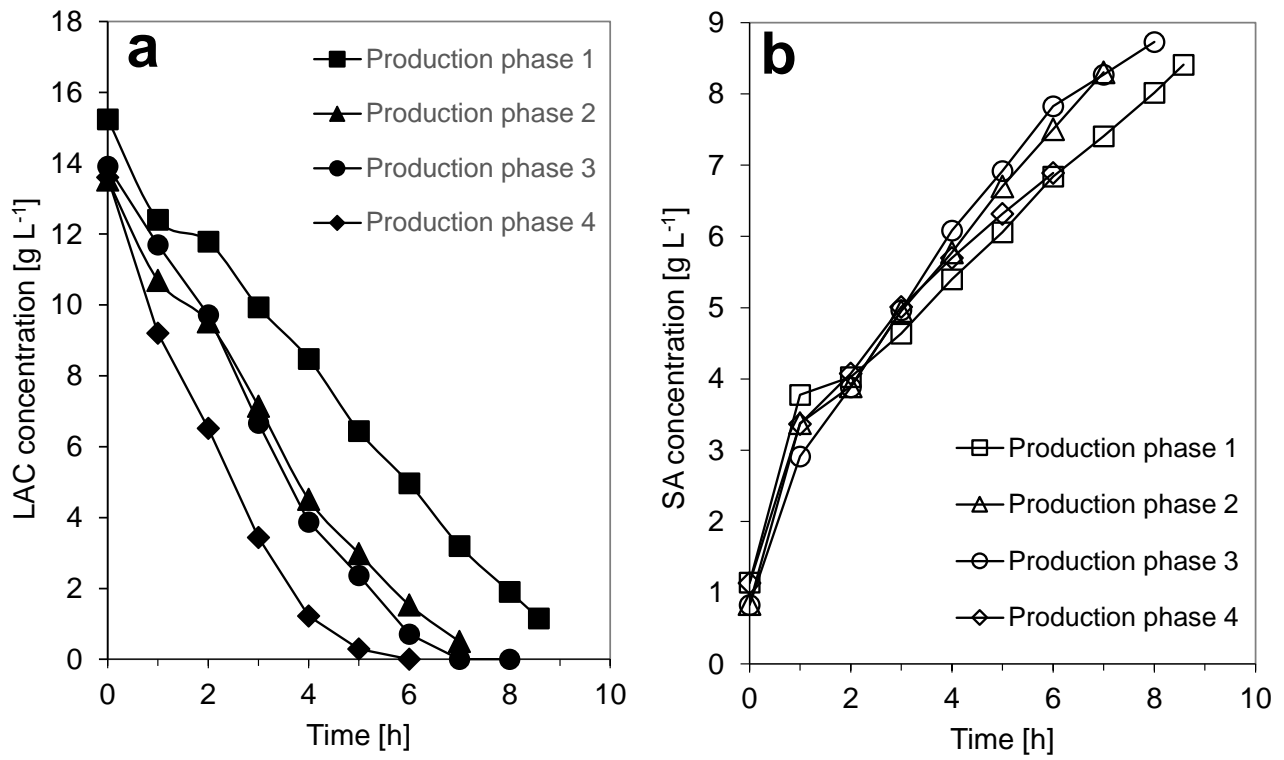 a
Production phase 1
Production phase 2
Production phase 3
Production phase 4
18
16
14
12
10
8
6
4
2
0
LAC concentration [g L⁻¹]
0 2 4 6 8 10
Time [h]
b
9
8
7
6
5
4
3
2
1
0
SA concentration [g L⁻¹]
Production phase 1
Production phase 2
Production phase 3
Production phase 4
0 2 4 6 8 10
Time [h]